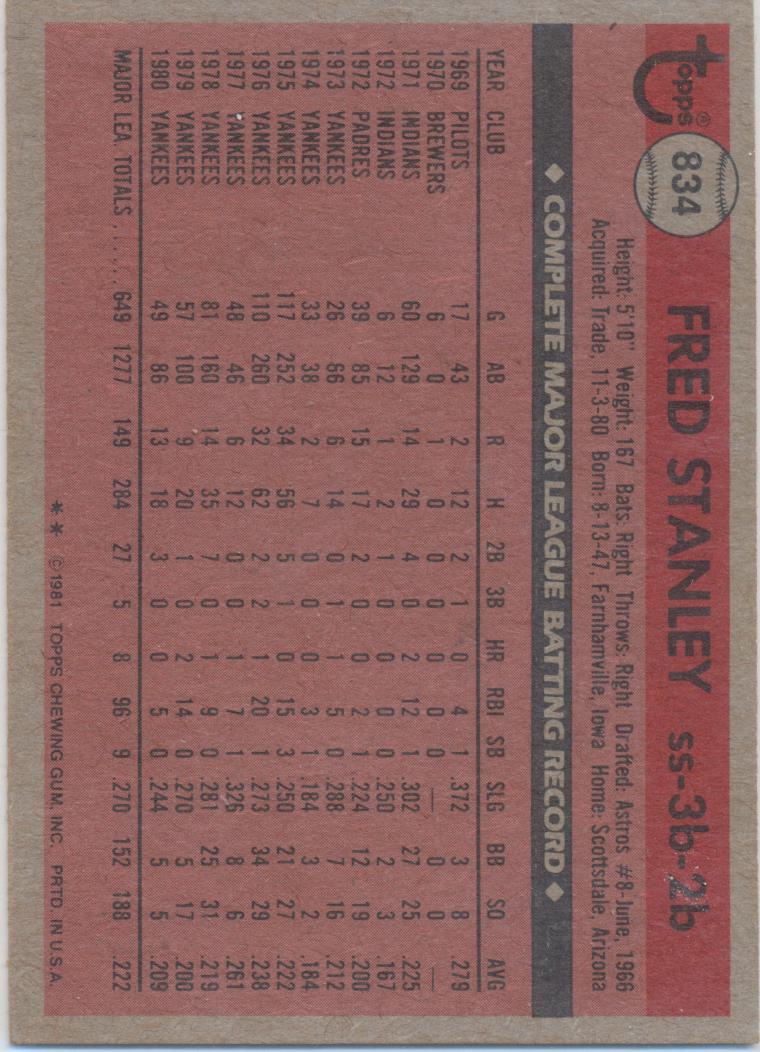 topps® 834 FRED STANLEY ss-3b-2b
Height: 5'10" Weight: 167 Bats: Right Throws: Right Drafted: Astros #8-June, 1966
Acquired: Trade, 11-3-80 Born: 8-13-47, Farnhamville, Iowa Home: Scottsdale, Arizona
◆ COMPLETE MAJOR LEAGUE BATTING RECORD ◆
YEAR CLUB G AB R H 2B 3B HR RBI SB SLG BB SO AVG
1969 PILOTS 17 43 2 12 2 1 0 4 1 .372 3 8 .279
1970 BREWERS 6 0 1 0 0 0 0 0 0 — 0 0 —
1971 INDIANS 60 129 14 29 4 0 2 12 1 .302 27 25 .225
1972 INDIANS 6 12 1 2 1 0 0 0 0 .250 2 3 .167
1972 PADRES 39 85 15 17 2 0 0 2 1 .224 12 19 .200
1973 YANKEES 26 66 6 14 0 1 1 5 0 .288 7 16 .212
1974 YANKEES 33 38 2 7 0 0 0 3 1 .184 3 2 .184
1975 YANKEES 117 252 34 56 5 1 0 15 3 .250 21 27 .222
1976 YANKEES 110 260 32 62 2 2 1 20 1 .273 34 29 .238
1977 YANKEES 48 46 6 12 0 0 1 7 1 .326 8 6 .261
1978 YANKEES 81 160 14 35 7 0 1 9 0 .281 25 31 .219
1979 YANKEES 57 100 9 20 1 0 2 14 0 .270 5 17 .200
1980 YANKEES 49 86 13 18 3 0 0 5 0 .244 5 5 .209
MAJOR LEA. TOTALS ...... 649 1277 149 284 27 5 8 96 9 .270 152 188 .222
** ©1981 TOPPS CHEWING GUM, INC. PRTD. IN U.S.A.